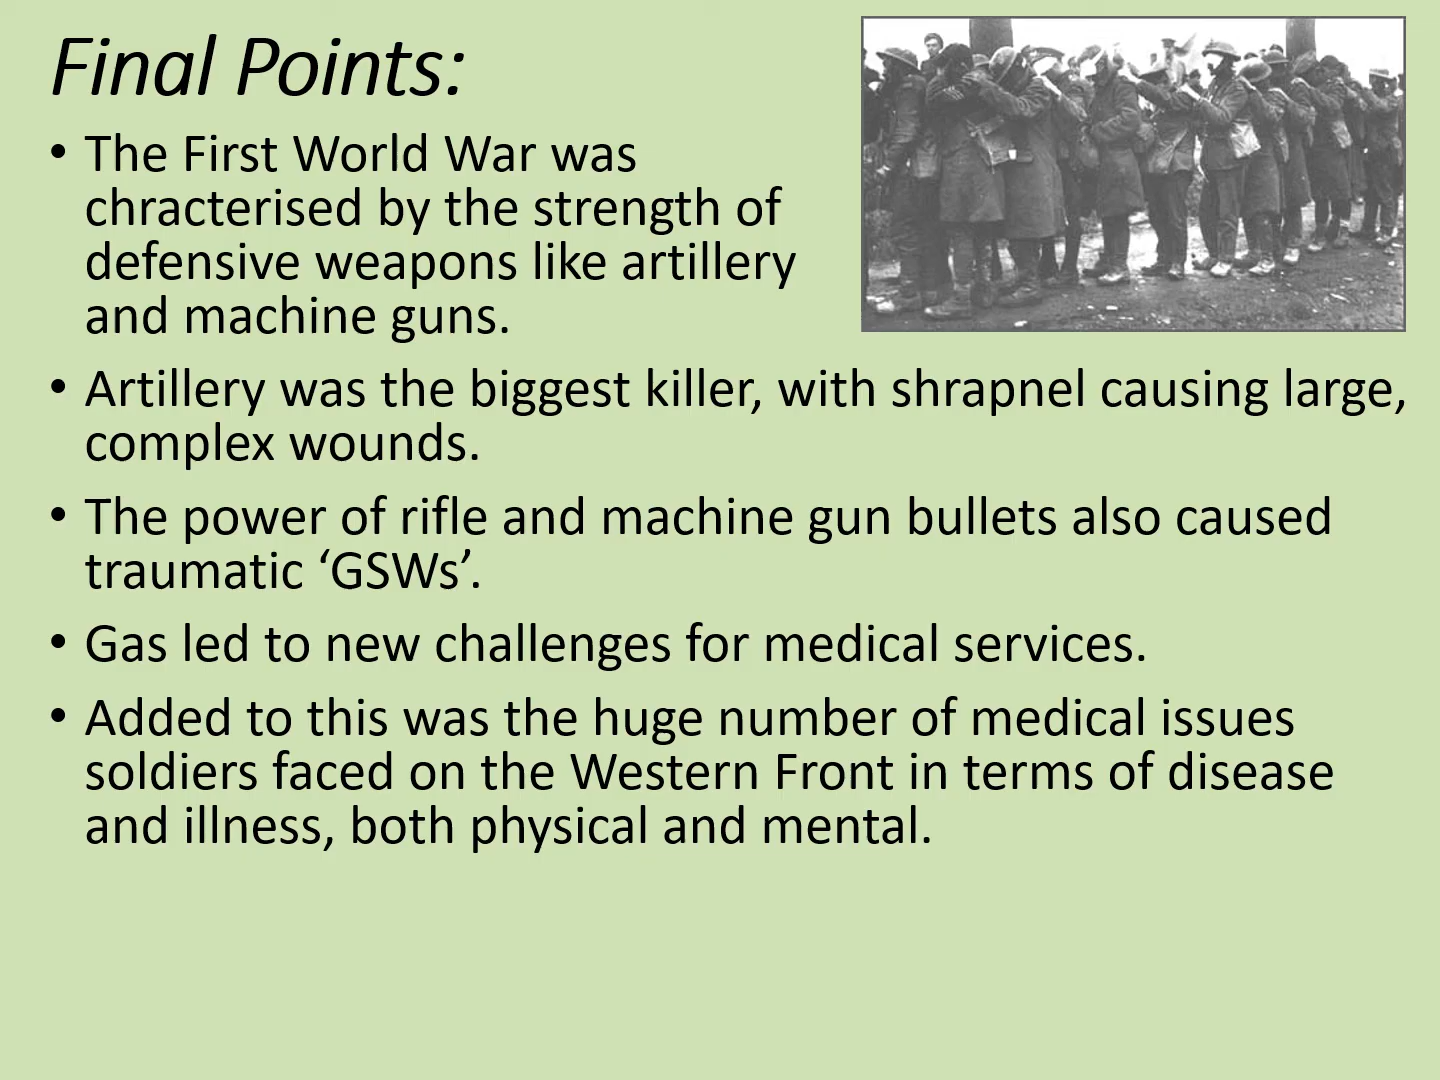 Final Points:
• The First World War was
chracterised by the strength of
defensive weapons like artillery
and machine guns.
• Artillery was the biggest killer, with shrapnel causing large,
complex wounds.
• The power of rifle and machine gun bullets also caused
traumatic ‘GSWs’.
• Gas led to new challenges for medical services.
• Added to this was the huge number of medical issues
soldiers faced on the Western Front in terms of disease
and illness, both physical and mental.